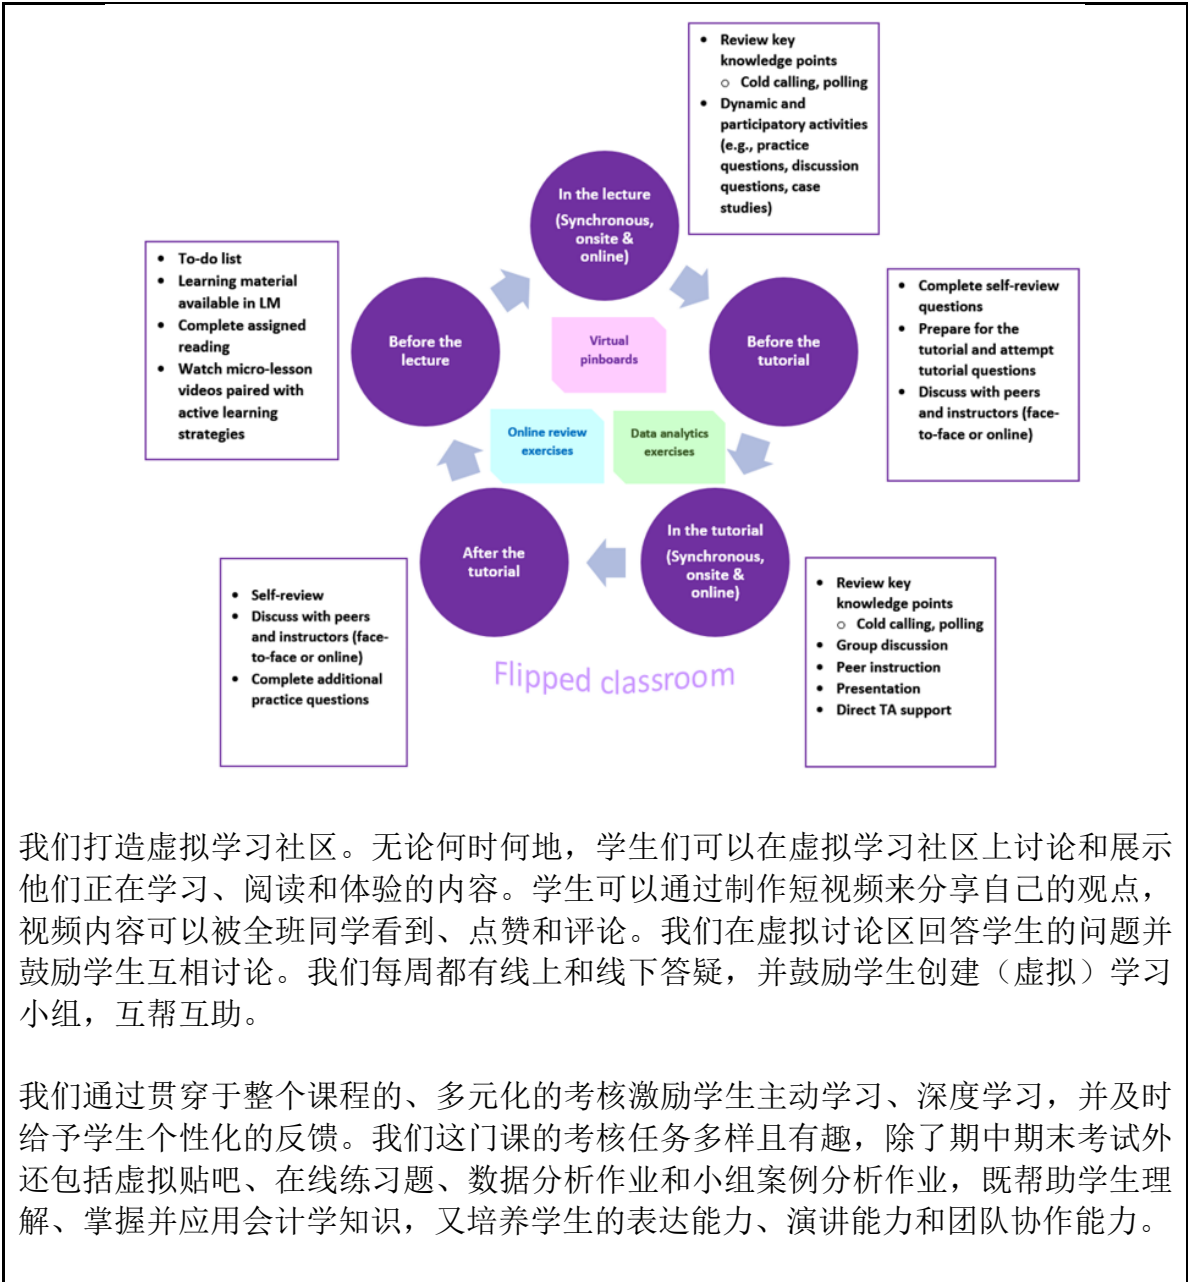 Review key
knowledge points
Cold calling, polling
Dynamic and
participatory activities
(e.g., practice
questions, discussion
questions, case
studies)
In the lecture
(Synchronous,
onsite &
online)
To-do list
Learning material
available in LM
Complete assigned
reading
Watch micro-lesson
videos paired with
active learning
strategies
Before the
lecture
Virtual
pinboards
Before the
tutorial
Complete self-review
questions
Prepare for the
tutorial and attempt
tutorial questions
Discuss with peers
and instructors (face-
to-face or online)
Online review
exercises
Data analytics
exercises
After the
tutorial
In the tutorial
(Synchronous,
onsite &
online)
Self-review
Discuss with peers
and instructors (face-
to-face or online)
Complete additional
practice questions
Review key
knowledge points
Cold calling, polling
Group discussion
Peer instruction
Presentation
Direct TA support
Flipped classroom
我们打造虚拟学习社区。无论何时何地，学生们可以在虚拟学习社区上讨论和展示
他们正在学习、阅读和体验的内容。学生可以通过制作短视频来分享自己的观点，
视频内容可以被全班同学看到、点赞和评论。我们在虚拟讨论区回答学生的问题并
鼓励学生互相讨论。我们每周都有线上和线下答疑，并鼓励学生创建（虚拟）学习
小组，互帮互助。
我们通过贯穿于整个课程的、多元化的考核激励学生主动学习、深度学习，并及时
给予学生个性化的反馈。我们这门课的考核任务多样且有趣，除了期中期末考试外
还包括虚拟贴吧、在线练习题、数据分析作业和小组案例分析作业，既帮助学生理
解、掌握并应用会计学知识，又培养学生的表达能力、演讲能力和团队协作能力。